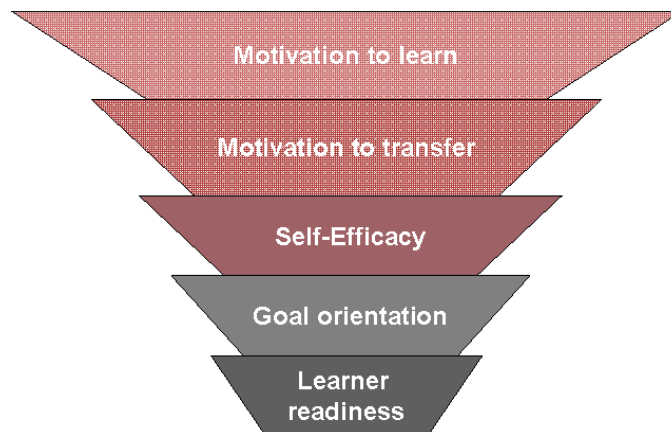 Motivation to learn
Motivation to transfer
Self-Efficacy
Goal orientation
Learner
readiness